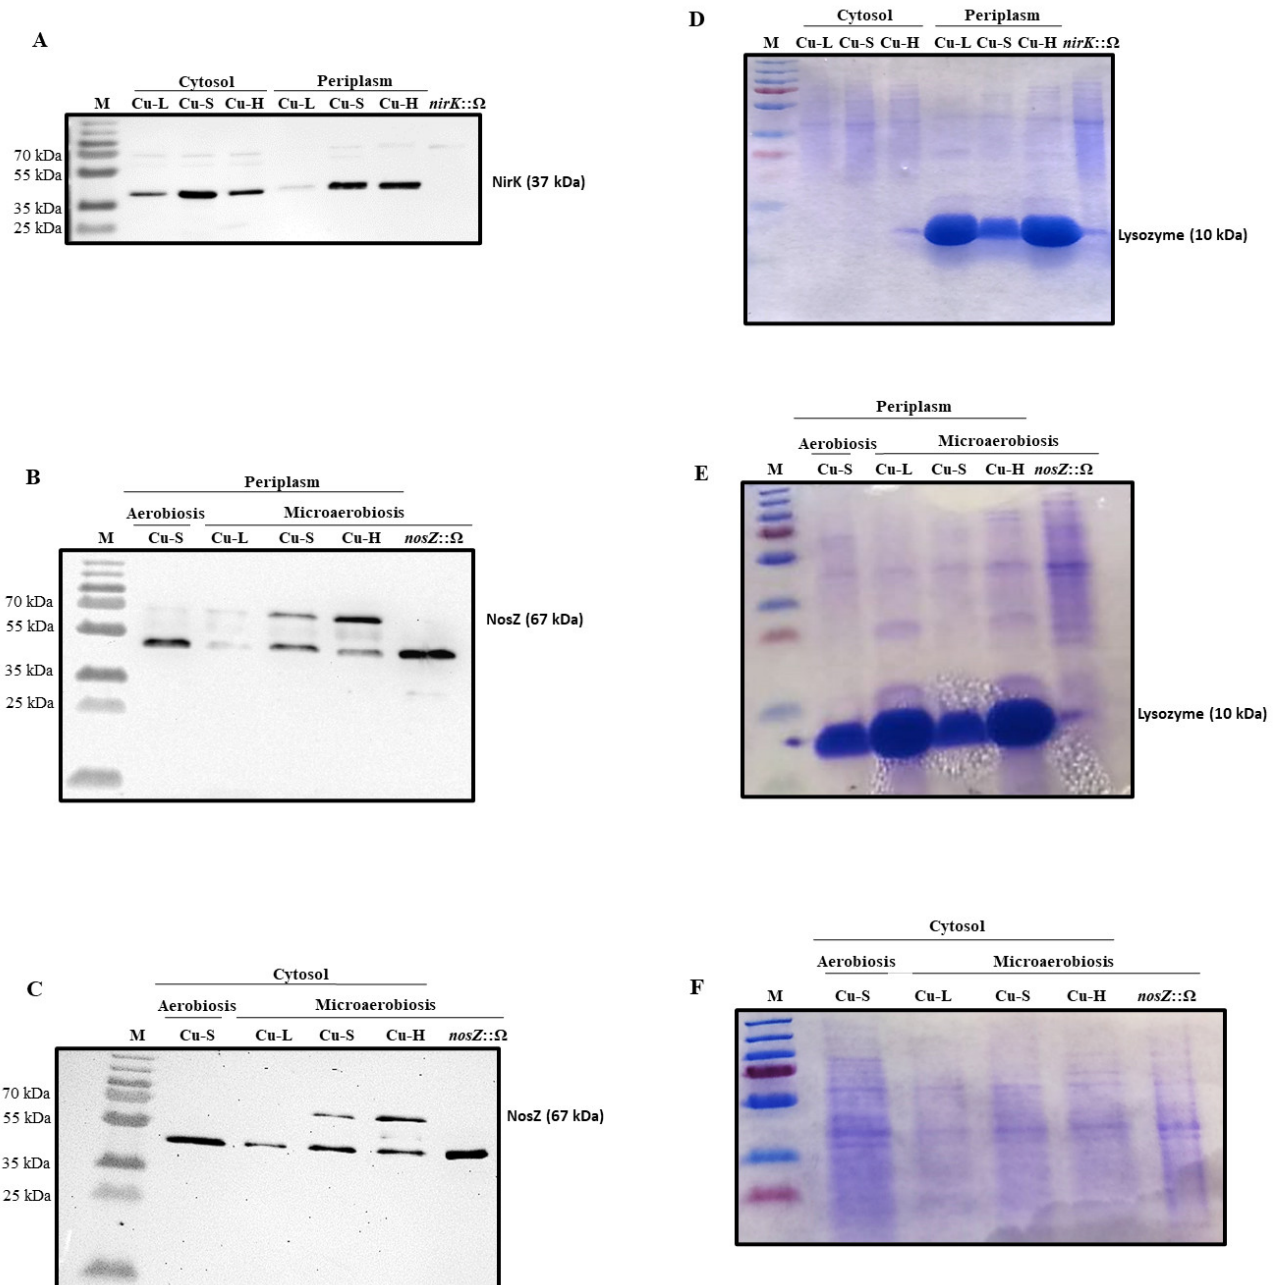 A
Cytosol Periplasm
M Cu-L Cu-S Cu-H Cu-L Cu-S Cu-H nirK::Ω
70 kDa
55 kDa
35 kDa
25 kDa
NirK (37 kDa)
D
Cytosol Periplasm
M Cu-L Cu-S Cu-H Cu-L Cu-S Cu-H nirK::Ω
Lysozyme (10 kDa)
B
Periplasm
Aerobiosis Microaerobiosis
M Cu-S Cu-L Cu-S Cu-H nosZ::Ω
70 kDa
55 kDa
35 kDa
25 kDa
NosZ (67 kDa)
E
Periplasm
Aerobiosis Microaerobiosis
M Cu-S Cu-L Cu-S Cu-H nosZ::Ω
Lysozyme (10 kDa)
C
Cytosol
Aerobiosis Microaerobiosis
M Cu-S Cu-L Cu-S Cu-H nosZ::Ω
70 kDa
55 kDa
35 kDa
25 kDa
NosZ (67 kDa)
F
Cytosol
Aerobiosis Microaerobiosis
M Cu-S Cu-L Cu-S Cu-H nosZ::Ω